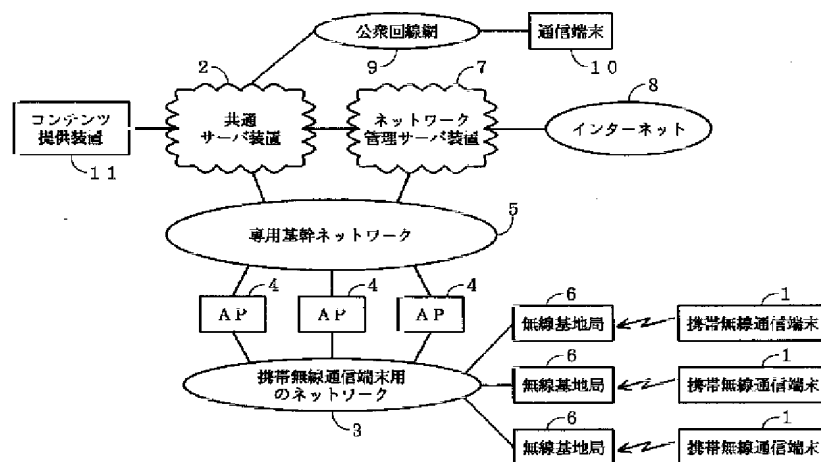 公衆回線網
9
通信端末
10
2
7
8
コンテンツ
提供装置
11
共通
サーバ装置
ネットワーク
管理サーバ装置
インターネット
専用基幹ネットワーク
5
4
4
4
AP
AP
AP
6
1
無線基地局
携帯無線通信端末
6
1
無線基地局
携帯無線通信端末
6
1
無線基地局
携帯無線通信端末
携帯無線通信端末用
のネットワーク
3